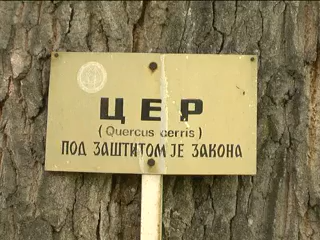 ЦЕР
(Quercus cerris)
ПОД ЗАШТИТОМ ЈЕ ЗАКОНА